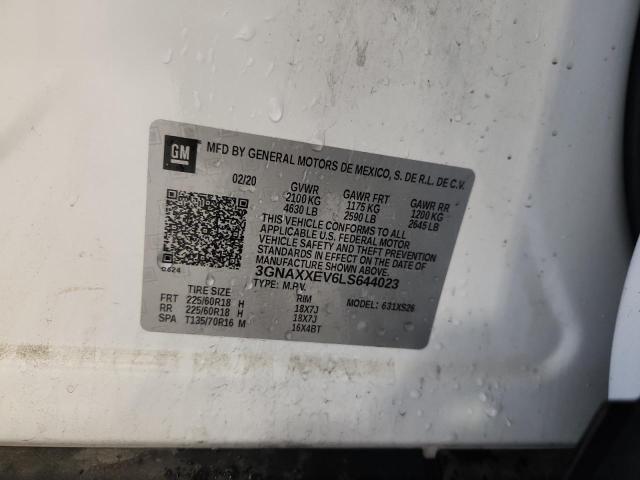 GM MFD BY GENERAL MOTORS DE MEXICO, S. DE R.L. DE C.V.
02/20 GVWR GAWR FRT GAWR RR
2100 KG 1175 KG 1200 KG
4630 LB 2590 LB 2645 LB
THIS VEHICLE CONFORMS TO ALL
APPLICABLE U.S. FEDERAL MOTOR
VEHICLE SAFETY AND THEFT PREVENTION
STANDARDS IN EFFECT ON THE DATE OF
MANUFACTURE SHOWN ABOVE.
0624
3GNAXXEV6LS644023
TYPE: M.P.V. 631XS26
TIRE SIZE RIM
FRT 225/60R18 H 18X7J
RR 225/60R18 H 18X7J
SPA T135/70R16 M 16X4BT